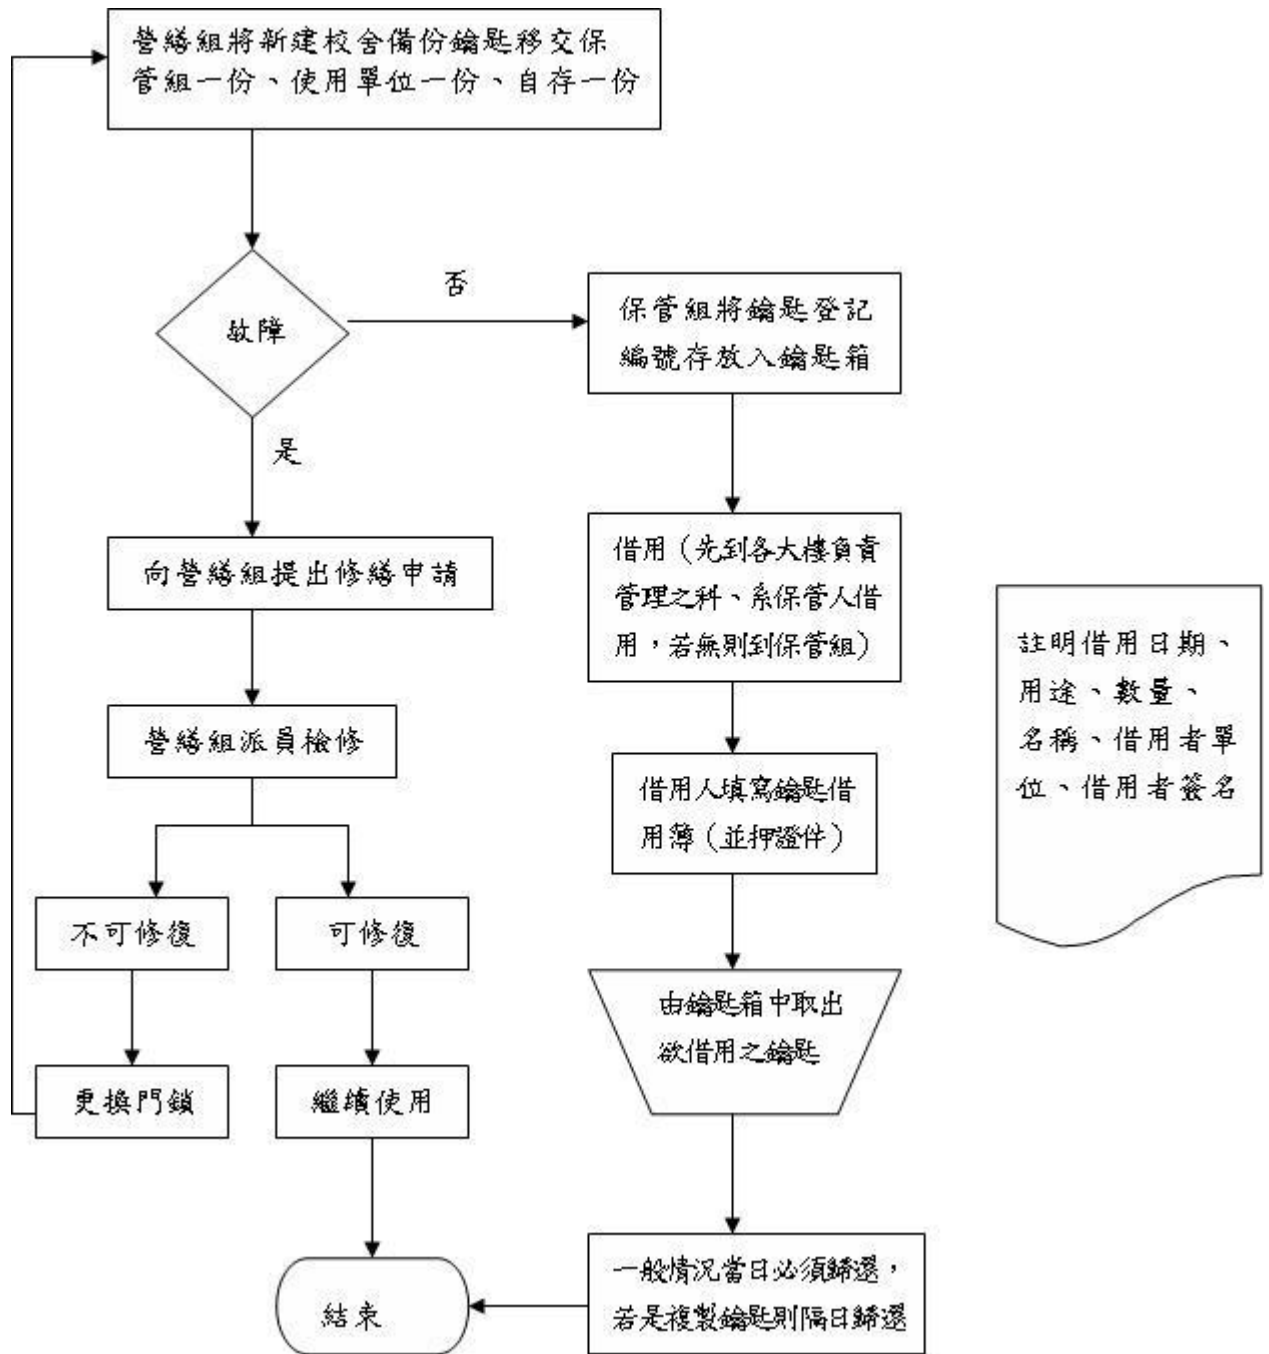 營繕組將新建校舍備份鑰匙移交保
管組一份、使用單位一份、自存一份
故障
否
保管組將鑰匙登記
編號存放入鑰匙箱
是
向營繕組提出修繕申請
借用（先到各大樓負責
管理之科、系保管人借
用，若無則到保管組）
註明借用日期、
用途、數量、
名稱、借用者單
位、借用者簽名
營繕組派員檢修
借用人填寫鑰匙借
用簿（並押證件）
不可修復
可修復
由鑰匙箱中取出
欲借用之鑰匙
更換門鎖
繼續使用
一般情況當日必須歸還，
若是複製鑰匙則隔日歸還
結束